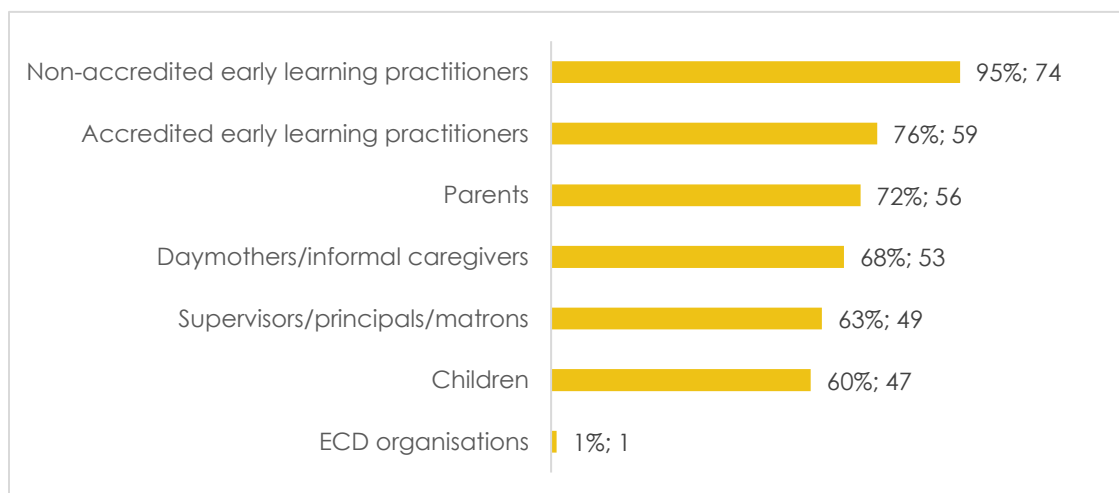 Non-accredited early learning practitioners 95%; 74
Accredited early learning practitioners 76%; 59
Parents 72%; 56
Daymothers/informal caregivers 68%; 53
Supervisors/principals/matrons 63%; 49
Children 60%; 47
ECD organisations 1%; 1